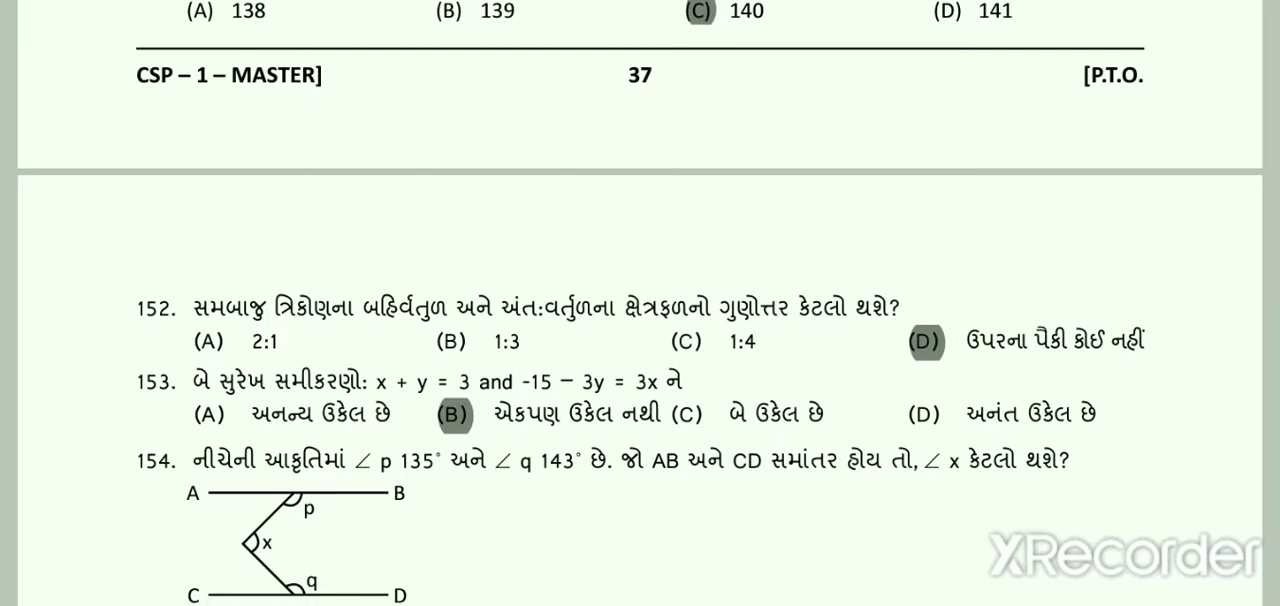 (A) 138 (B) 139 (C) 140 (D) 141
CSP – 1 – MASTER] 37 [P.T.O.
152. સમબાજુ ત્રિકોણના બહિર્વતુળ અને અંત:વર્તુળના ક્ષેત્રફળનો ગુણોત્તર કેટલો થશે?
(A) 2:1 (B) 1:3 (C) 1:4 (D) ઉપરના પૈકી કોઈ નહીં
153. બે સુરેખ સમીકરણો: x + y = 3 and -15 – 3y = 3x ને
(A) અનન્ય ઉકેલ છે (B) એકપણ ઉકેલ નથી (C) બે ઉકેલ છે (D) અનંત ઉકેલ છે
154. નીચેની આકૃતિમાં ∠ p 135° અને ∠ q 143° છે. જો AB અને CD સમાંતર હોય તો, ∠ x કેટલો થશે?
A B
p
x
q
C D
XRecorder